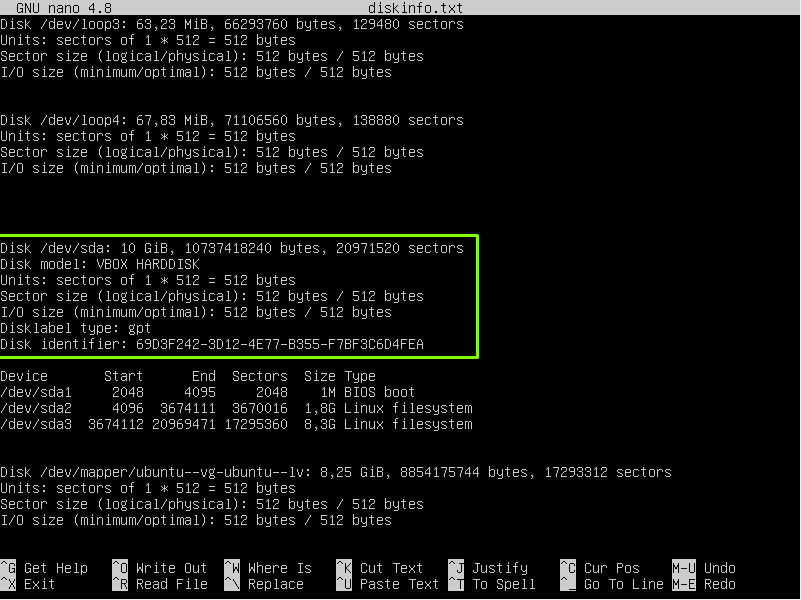 GNU nano 4.8 diskinfo.txt
Disk /dev/loop3: 63,23 MiB, 66293760 bytes, 129480 sectors
Units: sectors of 1 * 512 = 512 bytes
Sector size (logical/physical): 512 bytes / 512 bytes
I/O size (minimum/optimal): 512 bytes / 512 bytes
Disk /dev/loop4: 67,83 MiB, 71106560 bytes, 138880 sectors
Units: sectors of 1 * 512 = 512 bytes
Sector size (logical/physical): 512 bytes / 512 bytes
I/O size (minimum/optimal): 512 bytes / 512 bytes
Disk /dev/sda: 10 GiB, 10737418240 bytes, 20971520 sectors
Disk model: VBOX HARDDISK
Units: sectors of 1 * 512 = 512 bytes
Sector size (logical/physical): 512 bytes / 512 bytes
I/O size (minimum/optimal): 512 bytes / 512 bytes
Disklabel type: gpt
Disk identifier: 69D3F242-3D12-4E77-B355-F7BF3C6D4FEA
Device Start End Sectors Size Type
/dev/sda1 2048 4095 2048 1M BIOS boot
/dev/sda2 4096 3674111 3670016 1,8G Linux filesystem
/dev/sda3 3674112 20969471 17295360 8,3G Linux filesystem
Disk /dev/mapper/ubuntu--vg-ubuntu--lv: 8,25 GiB, 8854175744 bytes, 17293312 sectors
Units: sectors of 1 * 512 = 512 bytes
Sector size (logical/physical): 512 bytes / 512 bytes
I/O size (minimum/optimal): 512 bytes / 512 bytes
^G Get Help ^O Write Out ^W Where Is ^K Cut Text ^J Justify ^C Cur Pos M-U Undo
^X Exit ^R Read File ^\ Replace ^U Paste Text ^T To Spell ^_ Go To Line M-E Redo